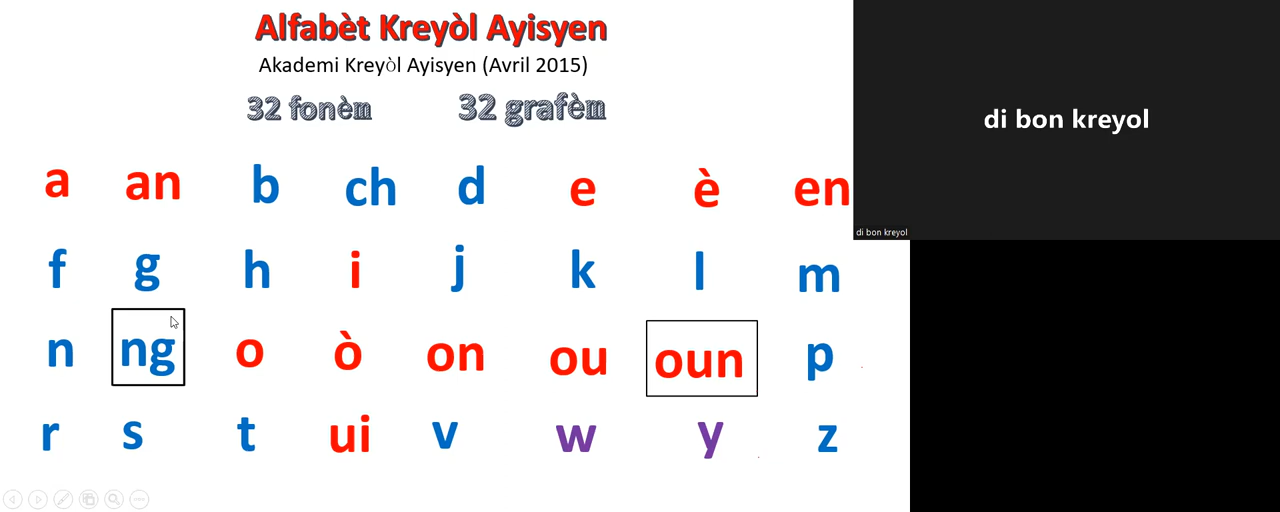 Alfabèt Kreyòl Ayisyen
Akademi Kreyòl Ayisyen (Avril 2015)
32 fonèm 32 grafèm
a an b ch d e è en
f g h i j k l m
n ng o ò on ou oun p
r s t ui v w y z
di bon kreyol
di bon kreyol